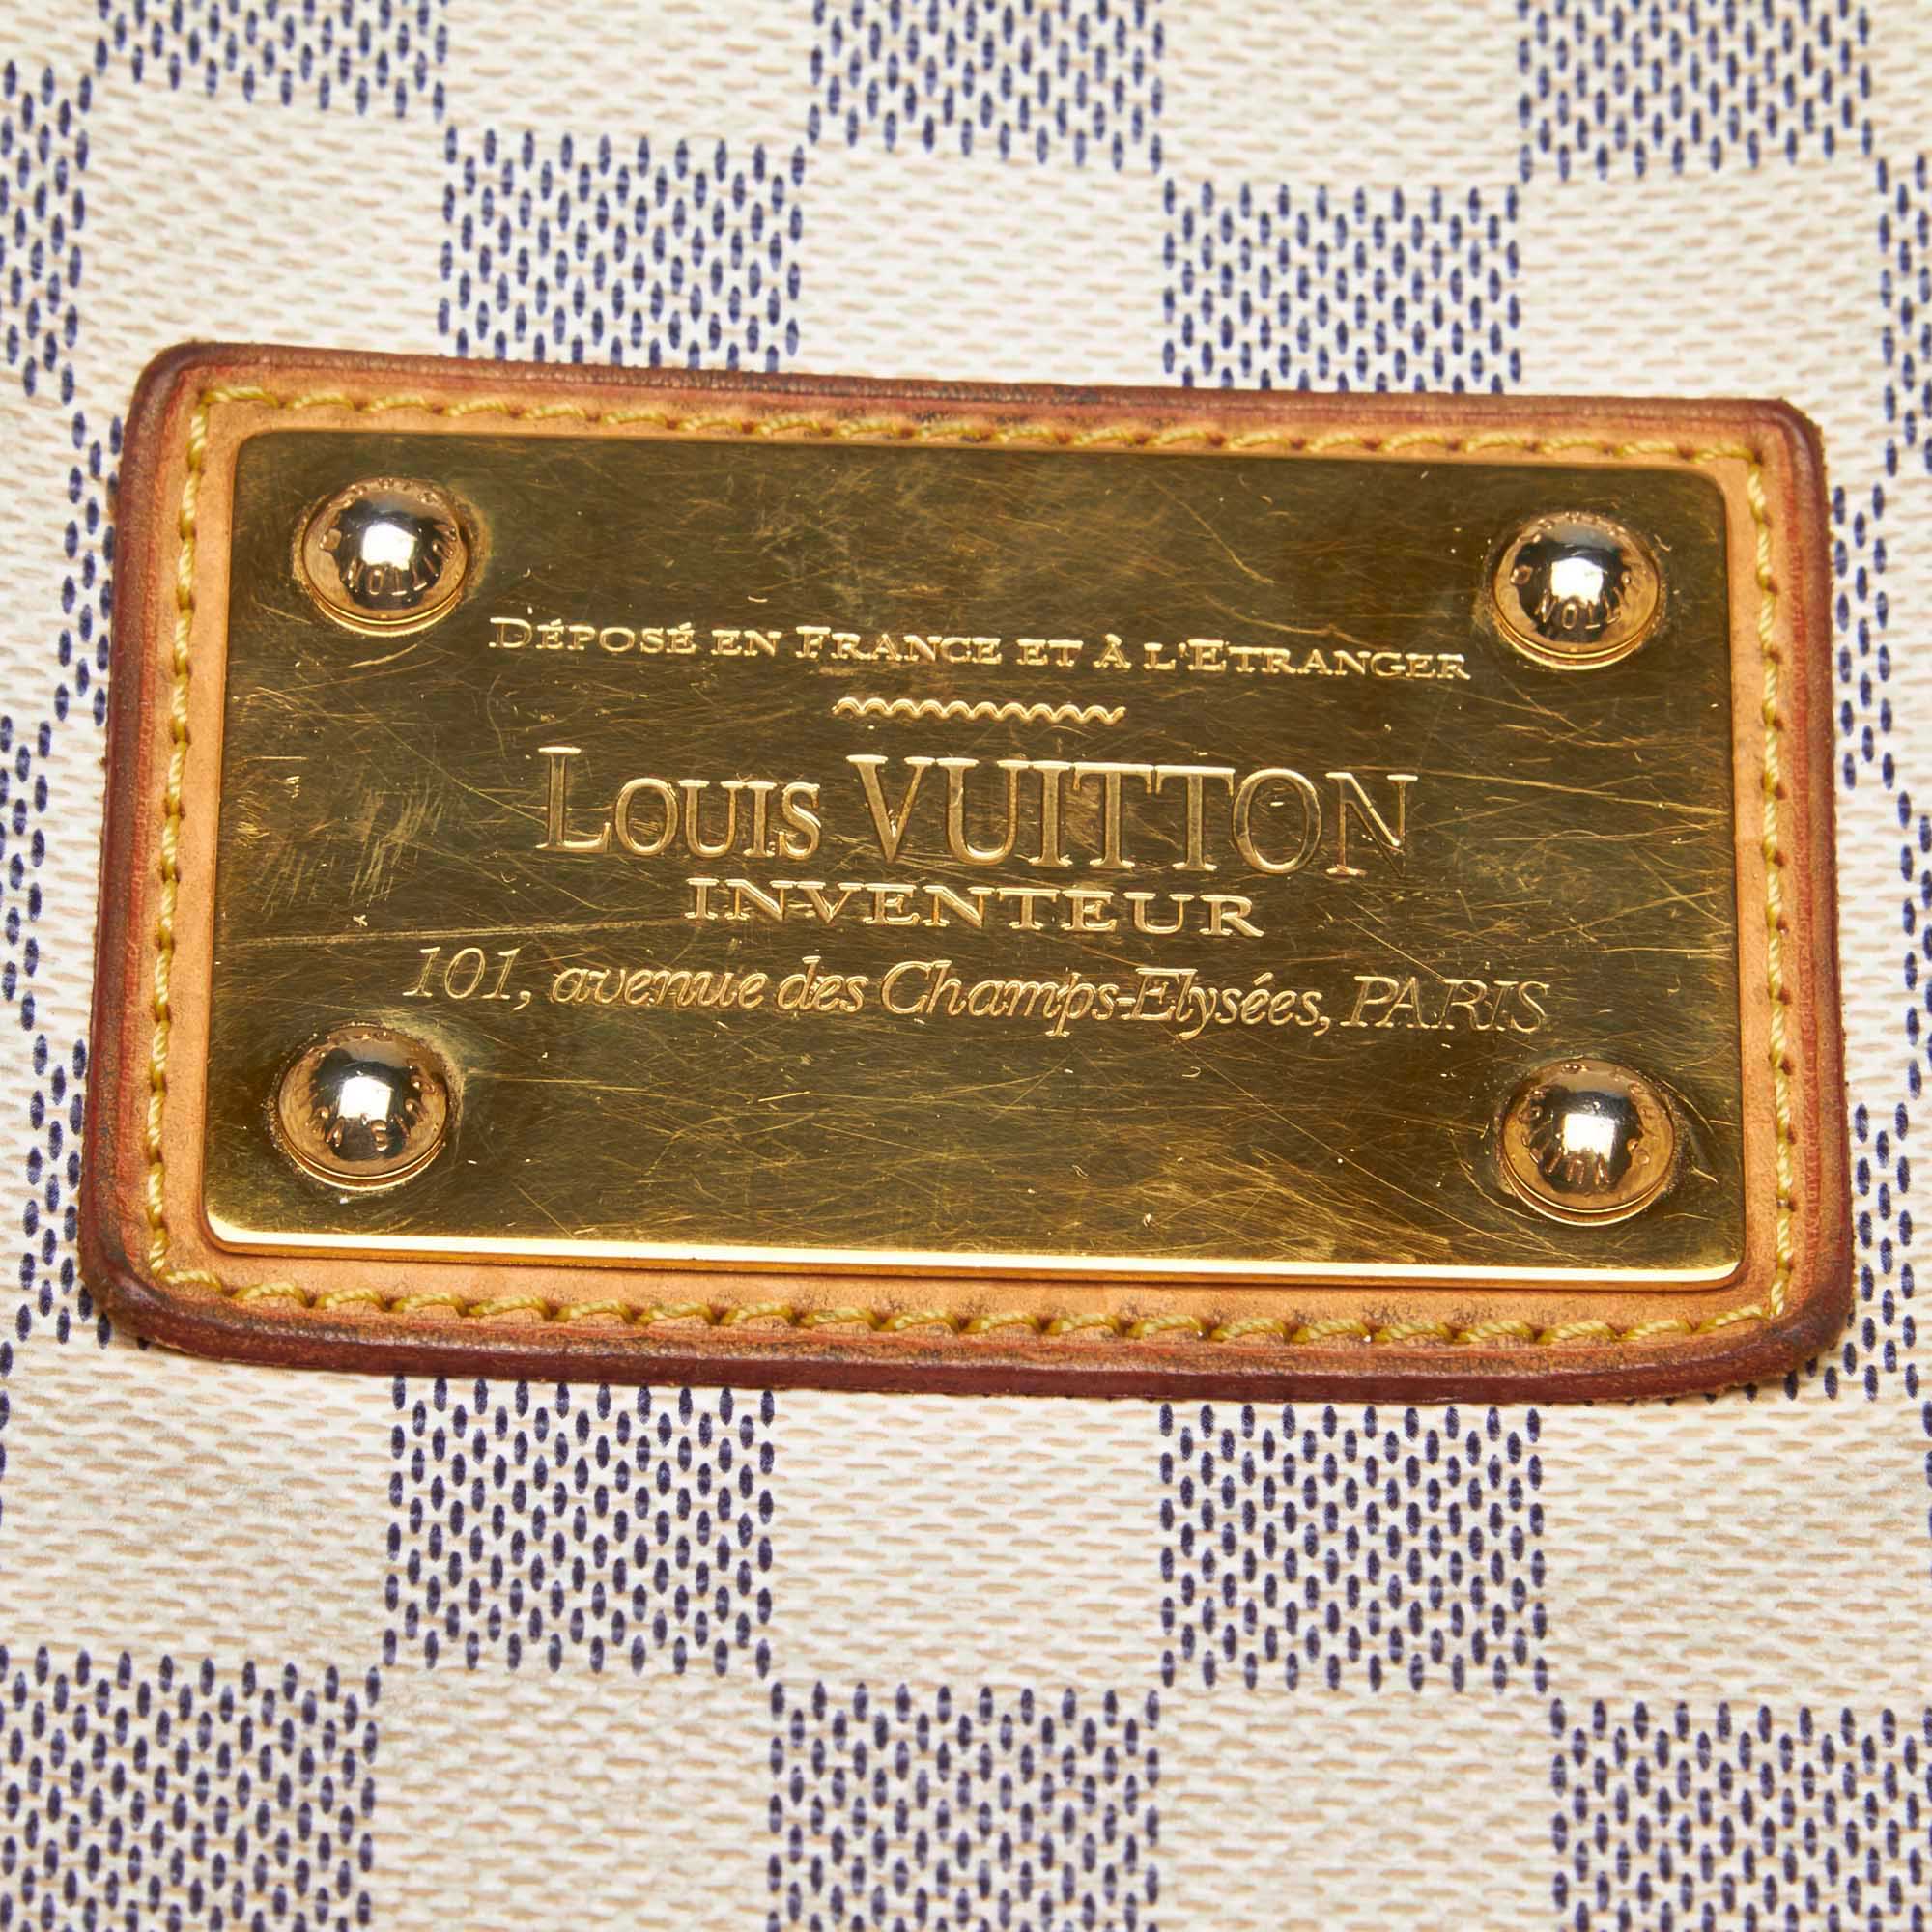 DÉPOSÉ EN FRANCE ET À L'ETRANGER
LOUIS VUITTON
INVENTEUR
101, avenue des Champs-Elysées, PARIS